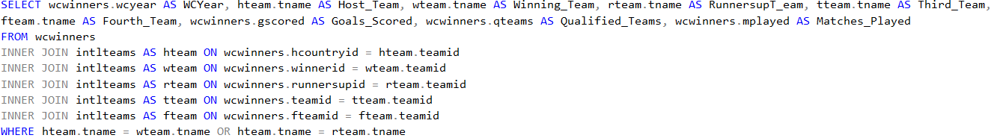 SELECT wcwinners.wcyear AS WCYear, hteam.tname AS Host_Team, wteam.tname AS Winning_Team, rteam.tname AS RunnersupT_eam, tteam.tname AS Third_Team,
fteam.tname AS Fourth_Team, wcwinners.gscored AS Goals_Scored, wcwinners.qteams AS Qualified_Teams, wcwinners.mplayed AS Matches_Played
FROM wcwinners
INNER JOIN intlteams AS hteam ON wcwinners.hcountryid = hteam.teamid
INNER JOIN intlteams AS wteam ON wcwinners.winnerid = wteam.teamid
INNER JOIN intlteams AS rteam ON wcwinners.runnersupid = rteam.teamid
INNER JOIN intlteams AS tteam ON wcwinners.teamid = tteam.teamid
INNER JOIN intlteams AS fteam ON wcwinners.fteamid = fteam.teamid
WHERE hteam.tname = wteam.tname OR hteam.tname = rteam.tname